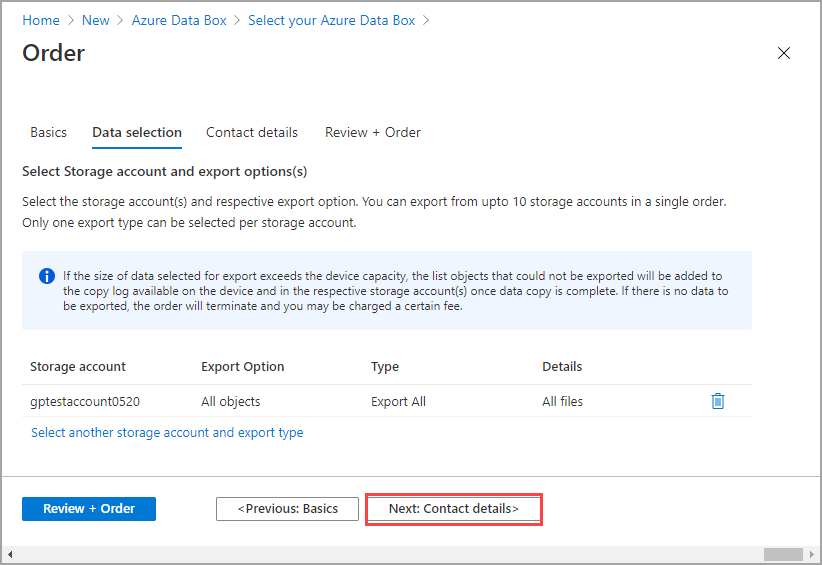 Home > New > Azure Data Box > Select your Azure Data Box >
Order
Basics Data selection Contact details Review + Order
Select Storage account and export options(s)
Select the storage account(s) and respective export option. You can export from upto 10 storage accounts in a single order.
Only one export type can be selected per storage account.
If the size of data selected for export exceeds the device capacity, the list objects that could not be exported will be added to
the copy log available on the device and in the respective storage account(s) once data copy is complete. If there is no data to
be exported, the order will terminate and you may be charged a certain fee.
Storage account Export Option Type Details
gptestaccount0520 All objects Export All All files
Select another storage account and export type
Review + Order <Previous: Basics Next: Contact details>